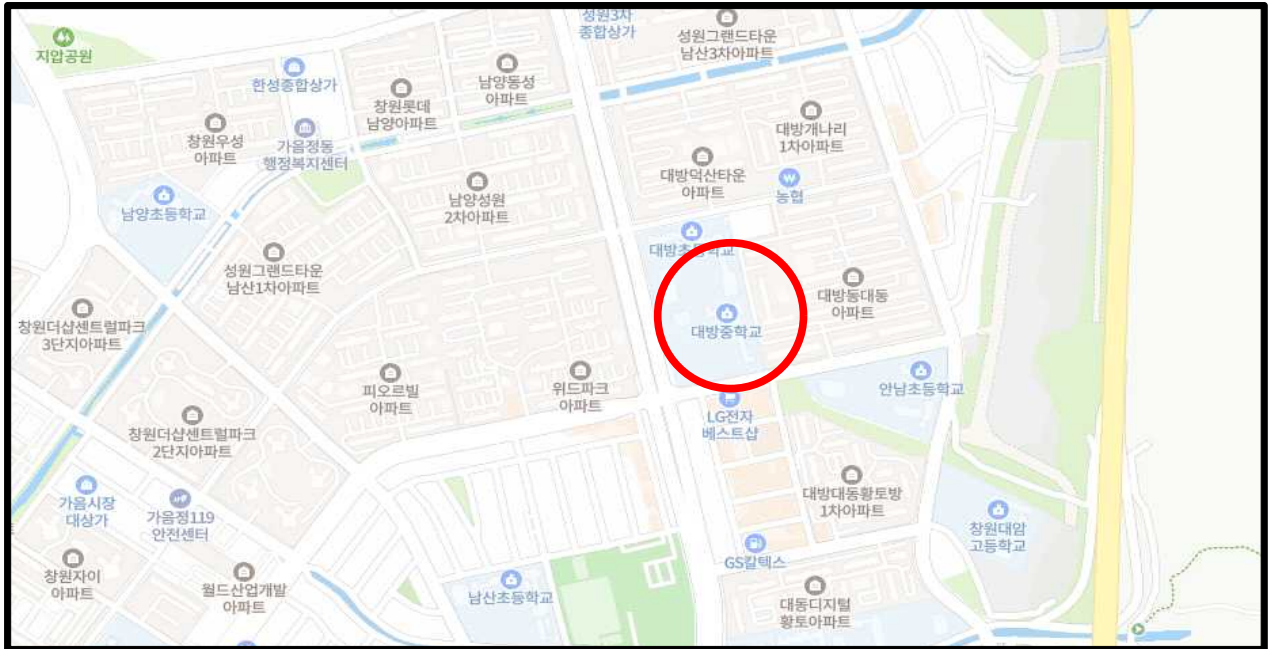 지압공원
한성종합상가
창원우성
아파트
가음정동
행정복지센터
창원롯데
남양아파트
남양동성
아파트
성원3차
종합상가
성원그랜드타운
남산3차아파트
대방개나리
1차아파트
대방덕산타운
아파트
농협
남양초등학교
남양성원
2차아파트
대방초등학교
성원그랜드타운
남산1차아파트
대방동대동
아파트
창원더샵센트럴파크
3단지아파트
대방중학교
피오르빌
아파트
위드파크
아파트
안남초등학교
LG전자
베스트샵
창원더샵센트럴파크
2단지아파트
가음시장
대상가
가음정119
안전센터
대방대동황토방
1차아파트
창원대암
고등학교
GS칼텍스
창원자이
아파트
월드산업개발
아파트
남산초등학교
대동디지털
황토아파트